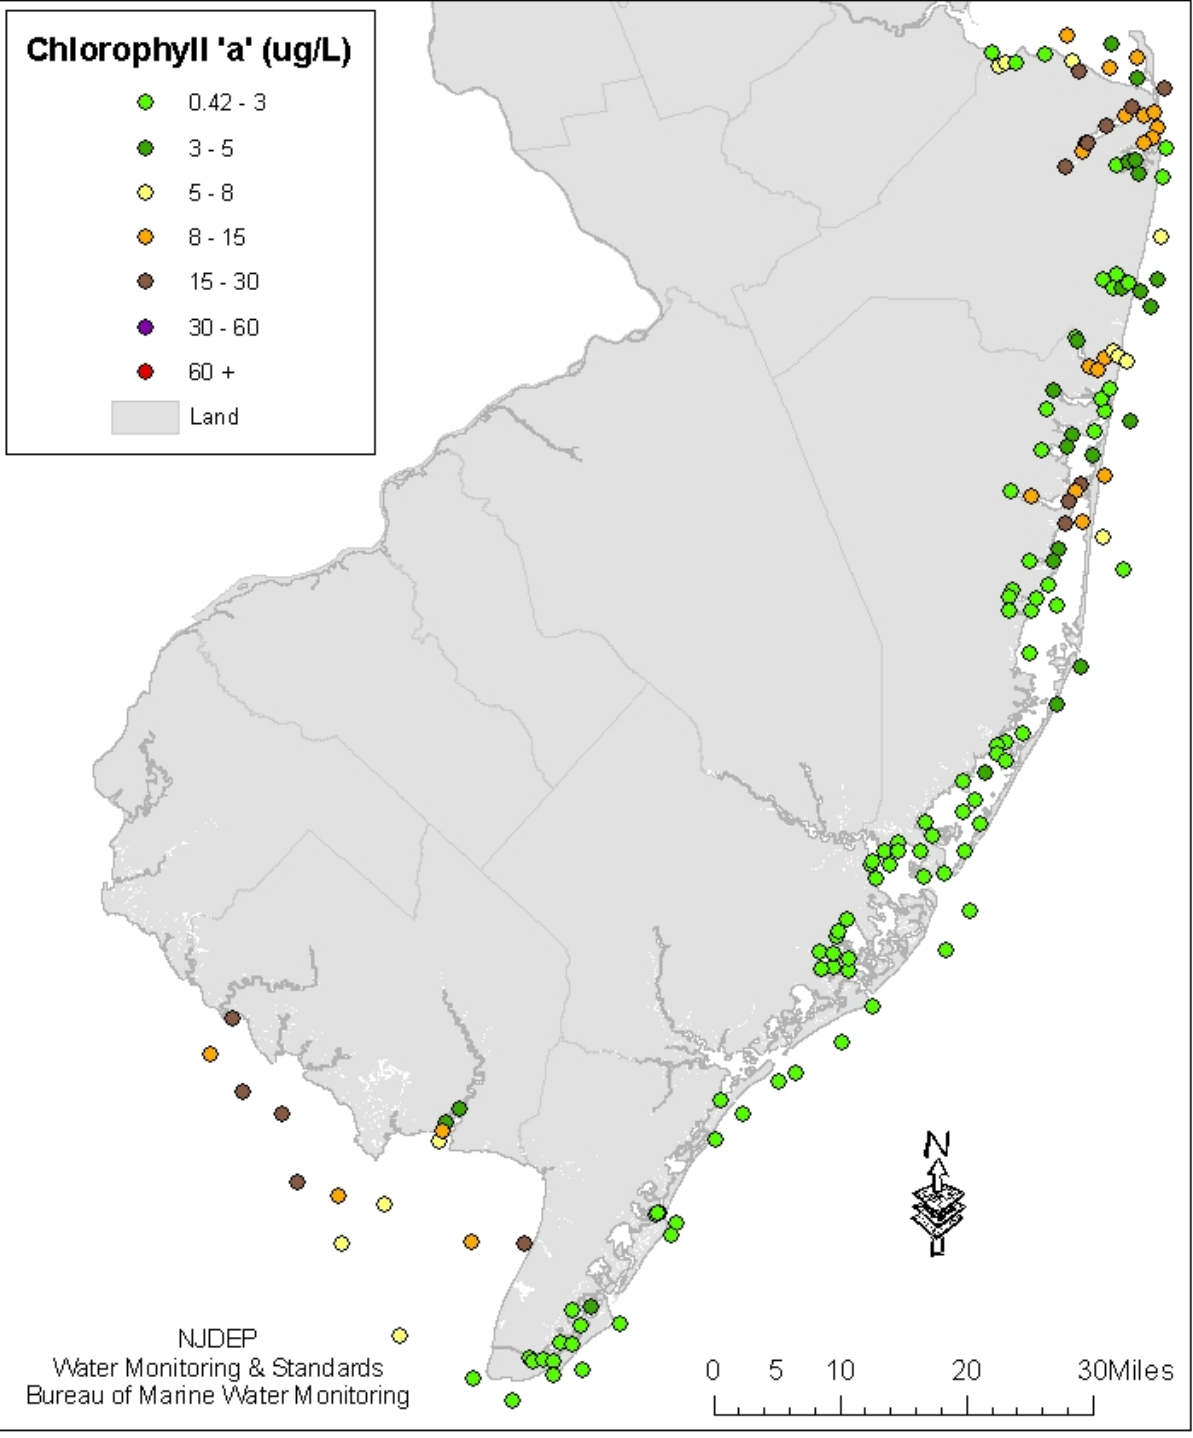 Chlorophyll 'a' (ug/L)
0.42 - 3
3 - 5
5 - 8
8 - 15
15 - 30
30 - 60
60 +
Land
N
NJDEP
Water Monitoring & Standards
Bureau of Marine Water Monitoring
0 5 10 20 30Miles